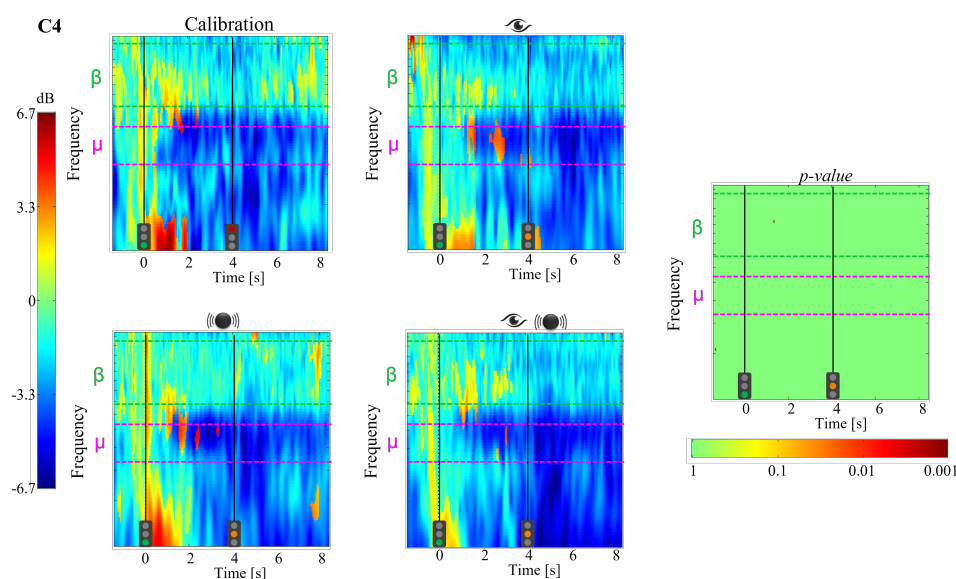 C4
Calibration
dB
6.7
3.3
0
-3.3
-6.7
β
μ
Frequency
0 2 4 6 8
Time [s]
β
μ
Frequency
0 2 4 6 8
Time [s]
p-value
β
μ
Frequency
0 2 4 6 8
Time [s]
1 0.1 0.01 0.001
β
μ
Frequency
0 2 4 6 8
Time [s]
β
μ
Frequency
0 2 4 6 8
Time [s]